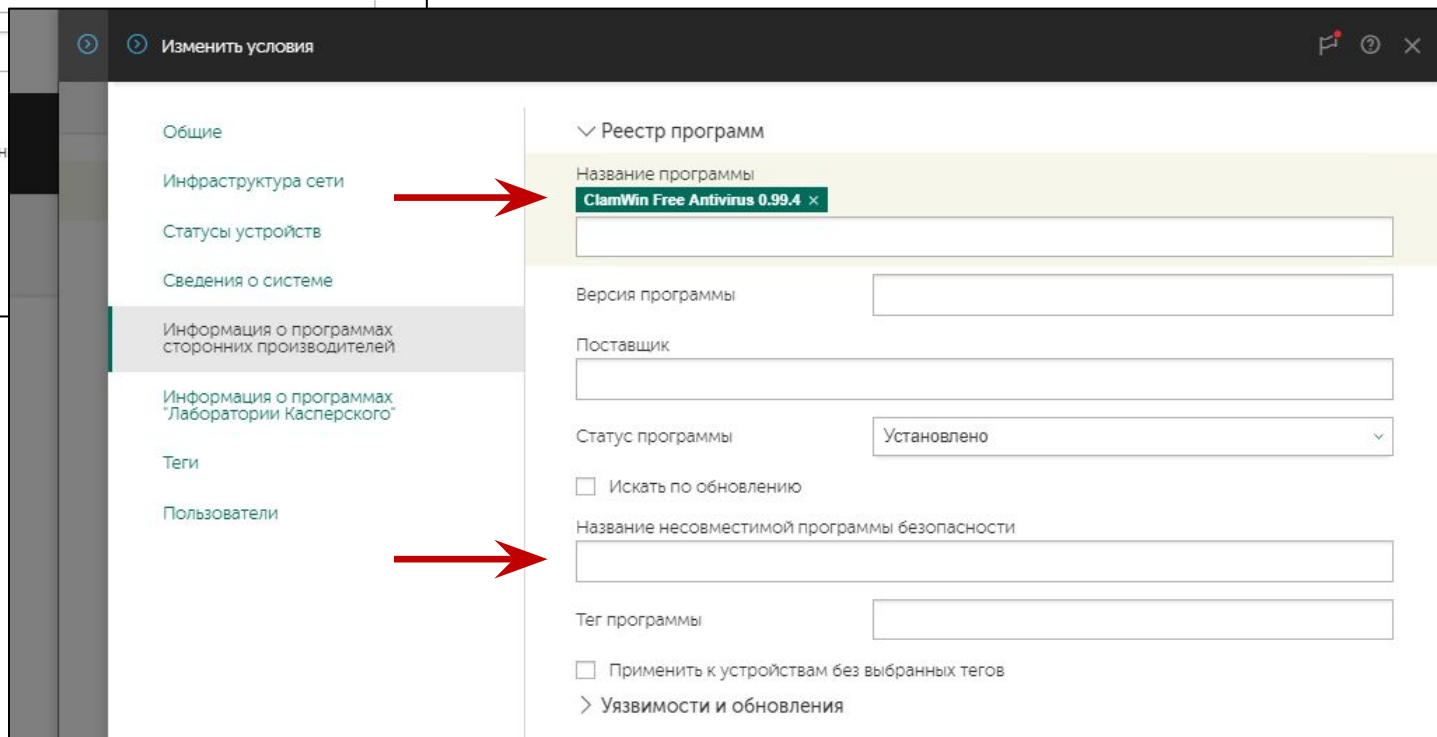 н
Изменить условия
Общие
Инфраструктура сети
Статусы устройств
Сведения о системе
Информация о программах
сторонних производителей
Информация о программах
"Лаборатории Касперского"
Теги
Пользователи
Реестр программ
Название программы
ClamWin Free Antivirus 0.99.4 ×
Версия программы
Поставщик
Статус программы
Установлено
Искать по обновлению
Название несовместимой программы безопасности
Тег программы
Применить к устройствам без выбранных тегов
Уязвимости и обновления